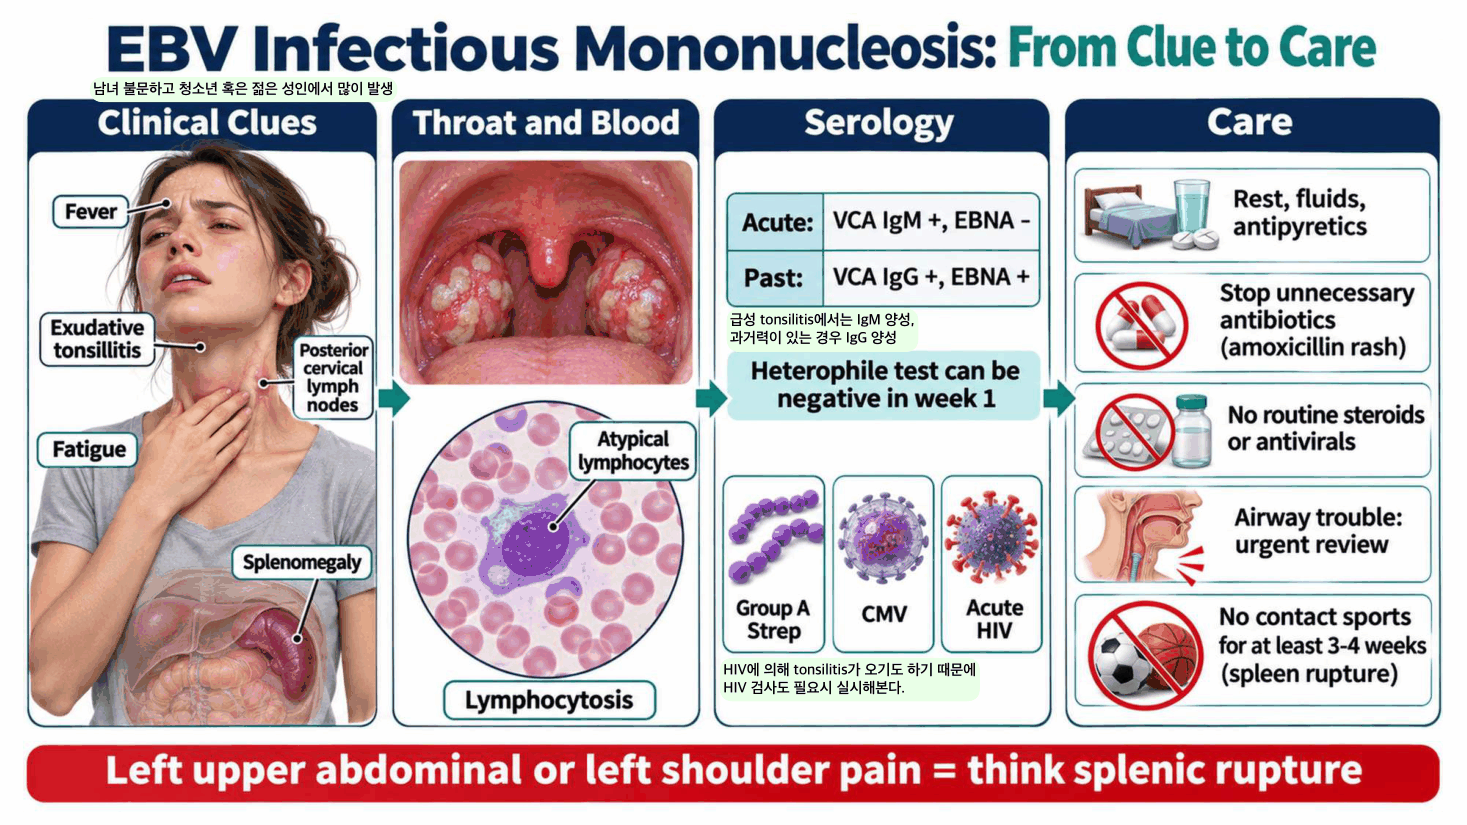 EBV Infectious Mononucleosis: From Clue to Care
남녀 불문하고 청소년 혹은 젊은 성인에서 많이 발생
Clinical Clues
Fever
Exudative
tonsillitis
Posterior
cervical
lymph
nodes
Fatigue
Splenomegaly
Throat and Blood
Atypical
lymphocytes
Lymphocytosis
Serology
Acute: VCA IgM +, EBNA -
Past: VCA IgG +, EBNA +
급성 tonsilitis에서는 IgM 양성,
과거력이 있는 경우 IgG 양성
Heterophile test can be
negative in week 1
Group A
Strep
CMV
Acute
HIV
HIV에 의해 tonsilitis가 오기도 하기 때문에
HIV 검사도 필요시 실시해본다.
Care
Rest, fluids,
antipyretics
Stop unnecessary
antibiotics
(amoxicillin rash)
No routine steroids
or antivirals
Airway trouble:
urgent review
No contact sports
for at least 3-4 weeks
(spleen rupture)
Left upper abdominal or left shoulder pain = think splenic rupture